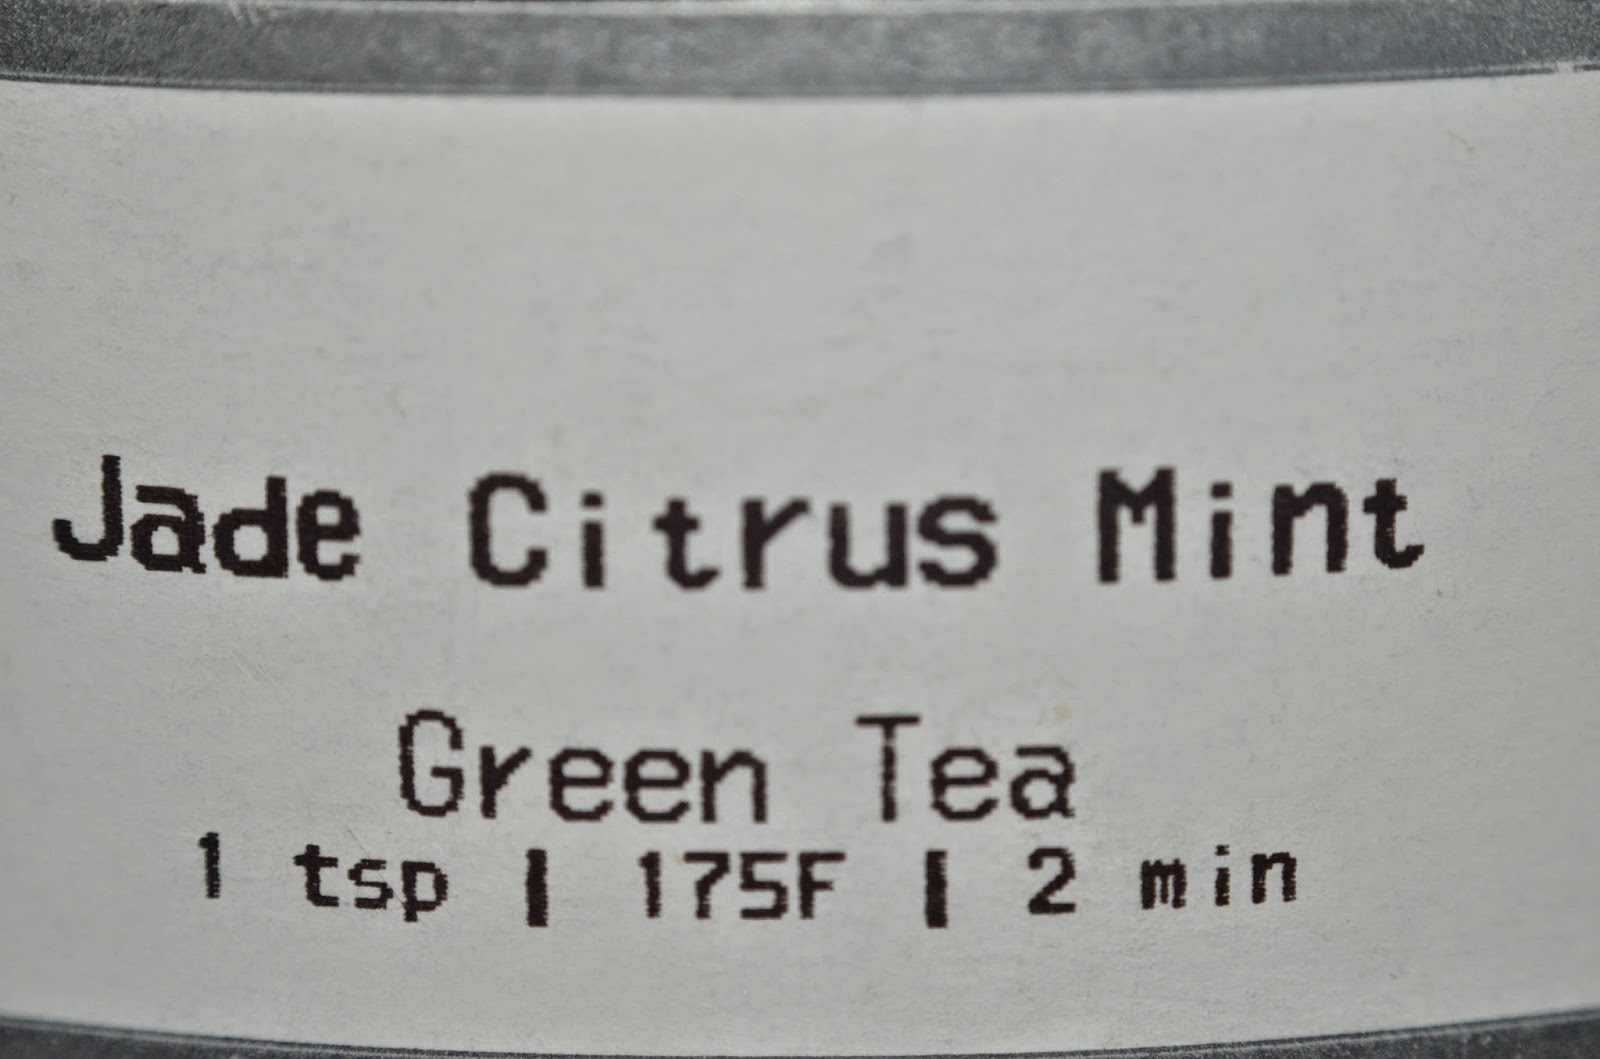 Jade Citrus Mint
Green Tea
1 tsp | 175F | 2 min